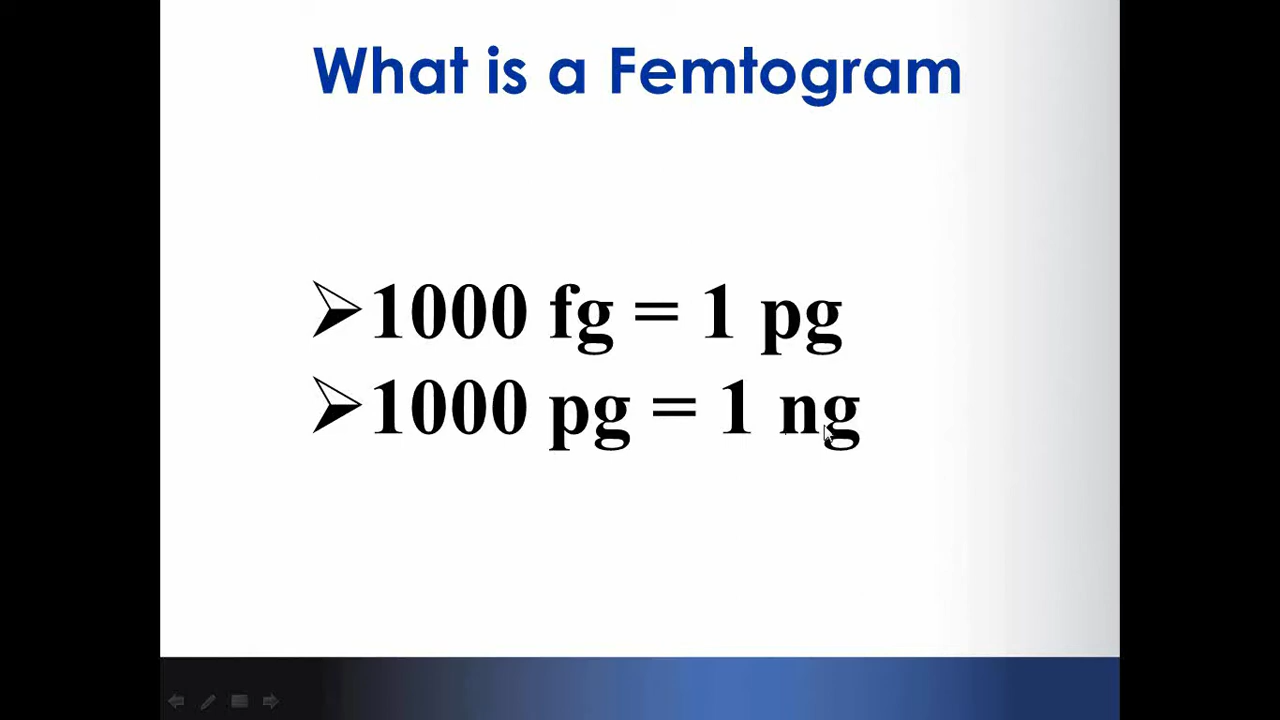 What is a Femtogram
➢1000 fg = 1 pg
➢1000 pg = 1 ng